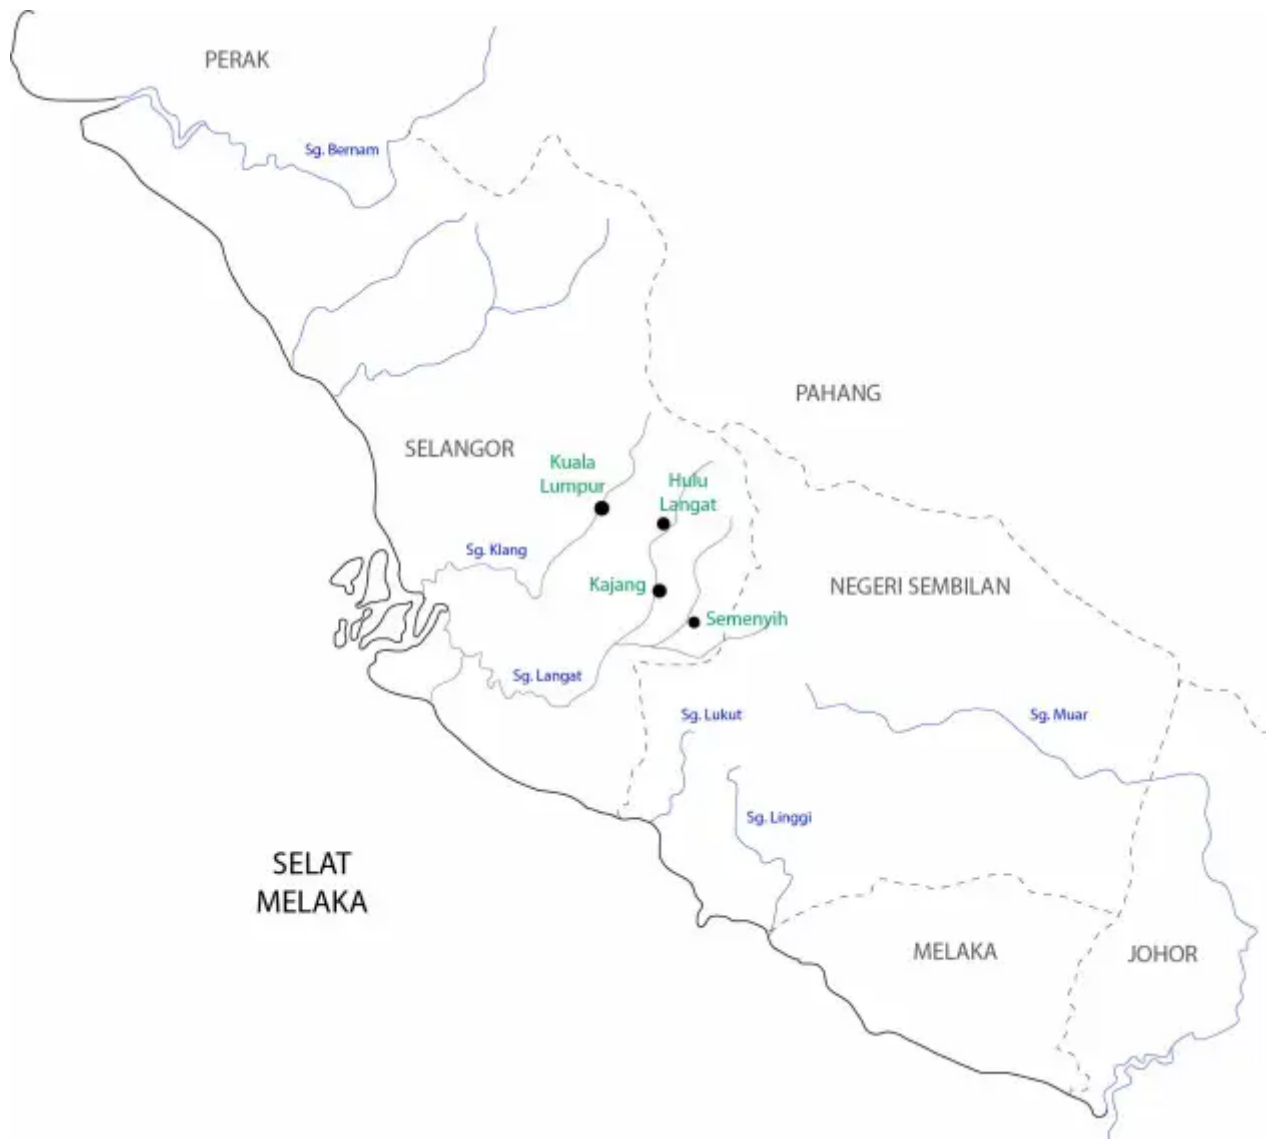 PERAK
Sg. Bernam
PAHANG
SELANGOR
Kuala
Lumpur
Hulu
Langat
Sg. Klang
Kajang
NEGERI SEMBILAN
Semenyih
Sg. Langat
Sg. Lukut
Sg. Muar
Sg. Linggi
SELAT
MELAKA
MELAKA
JOHOR